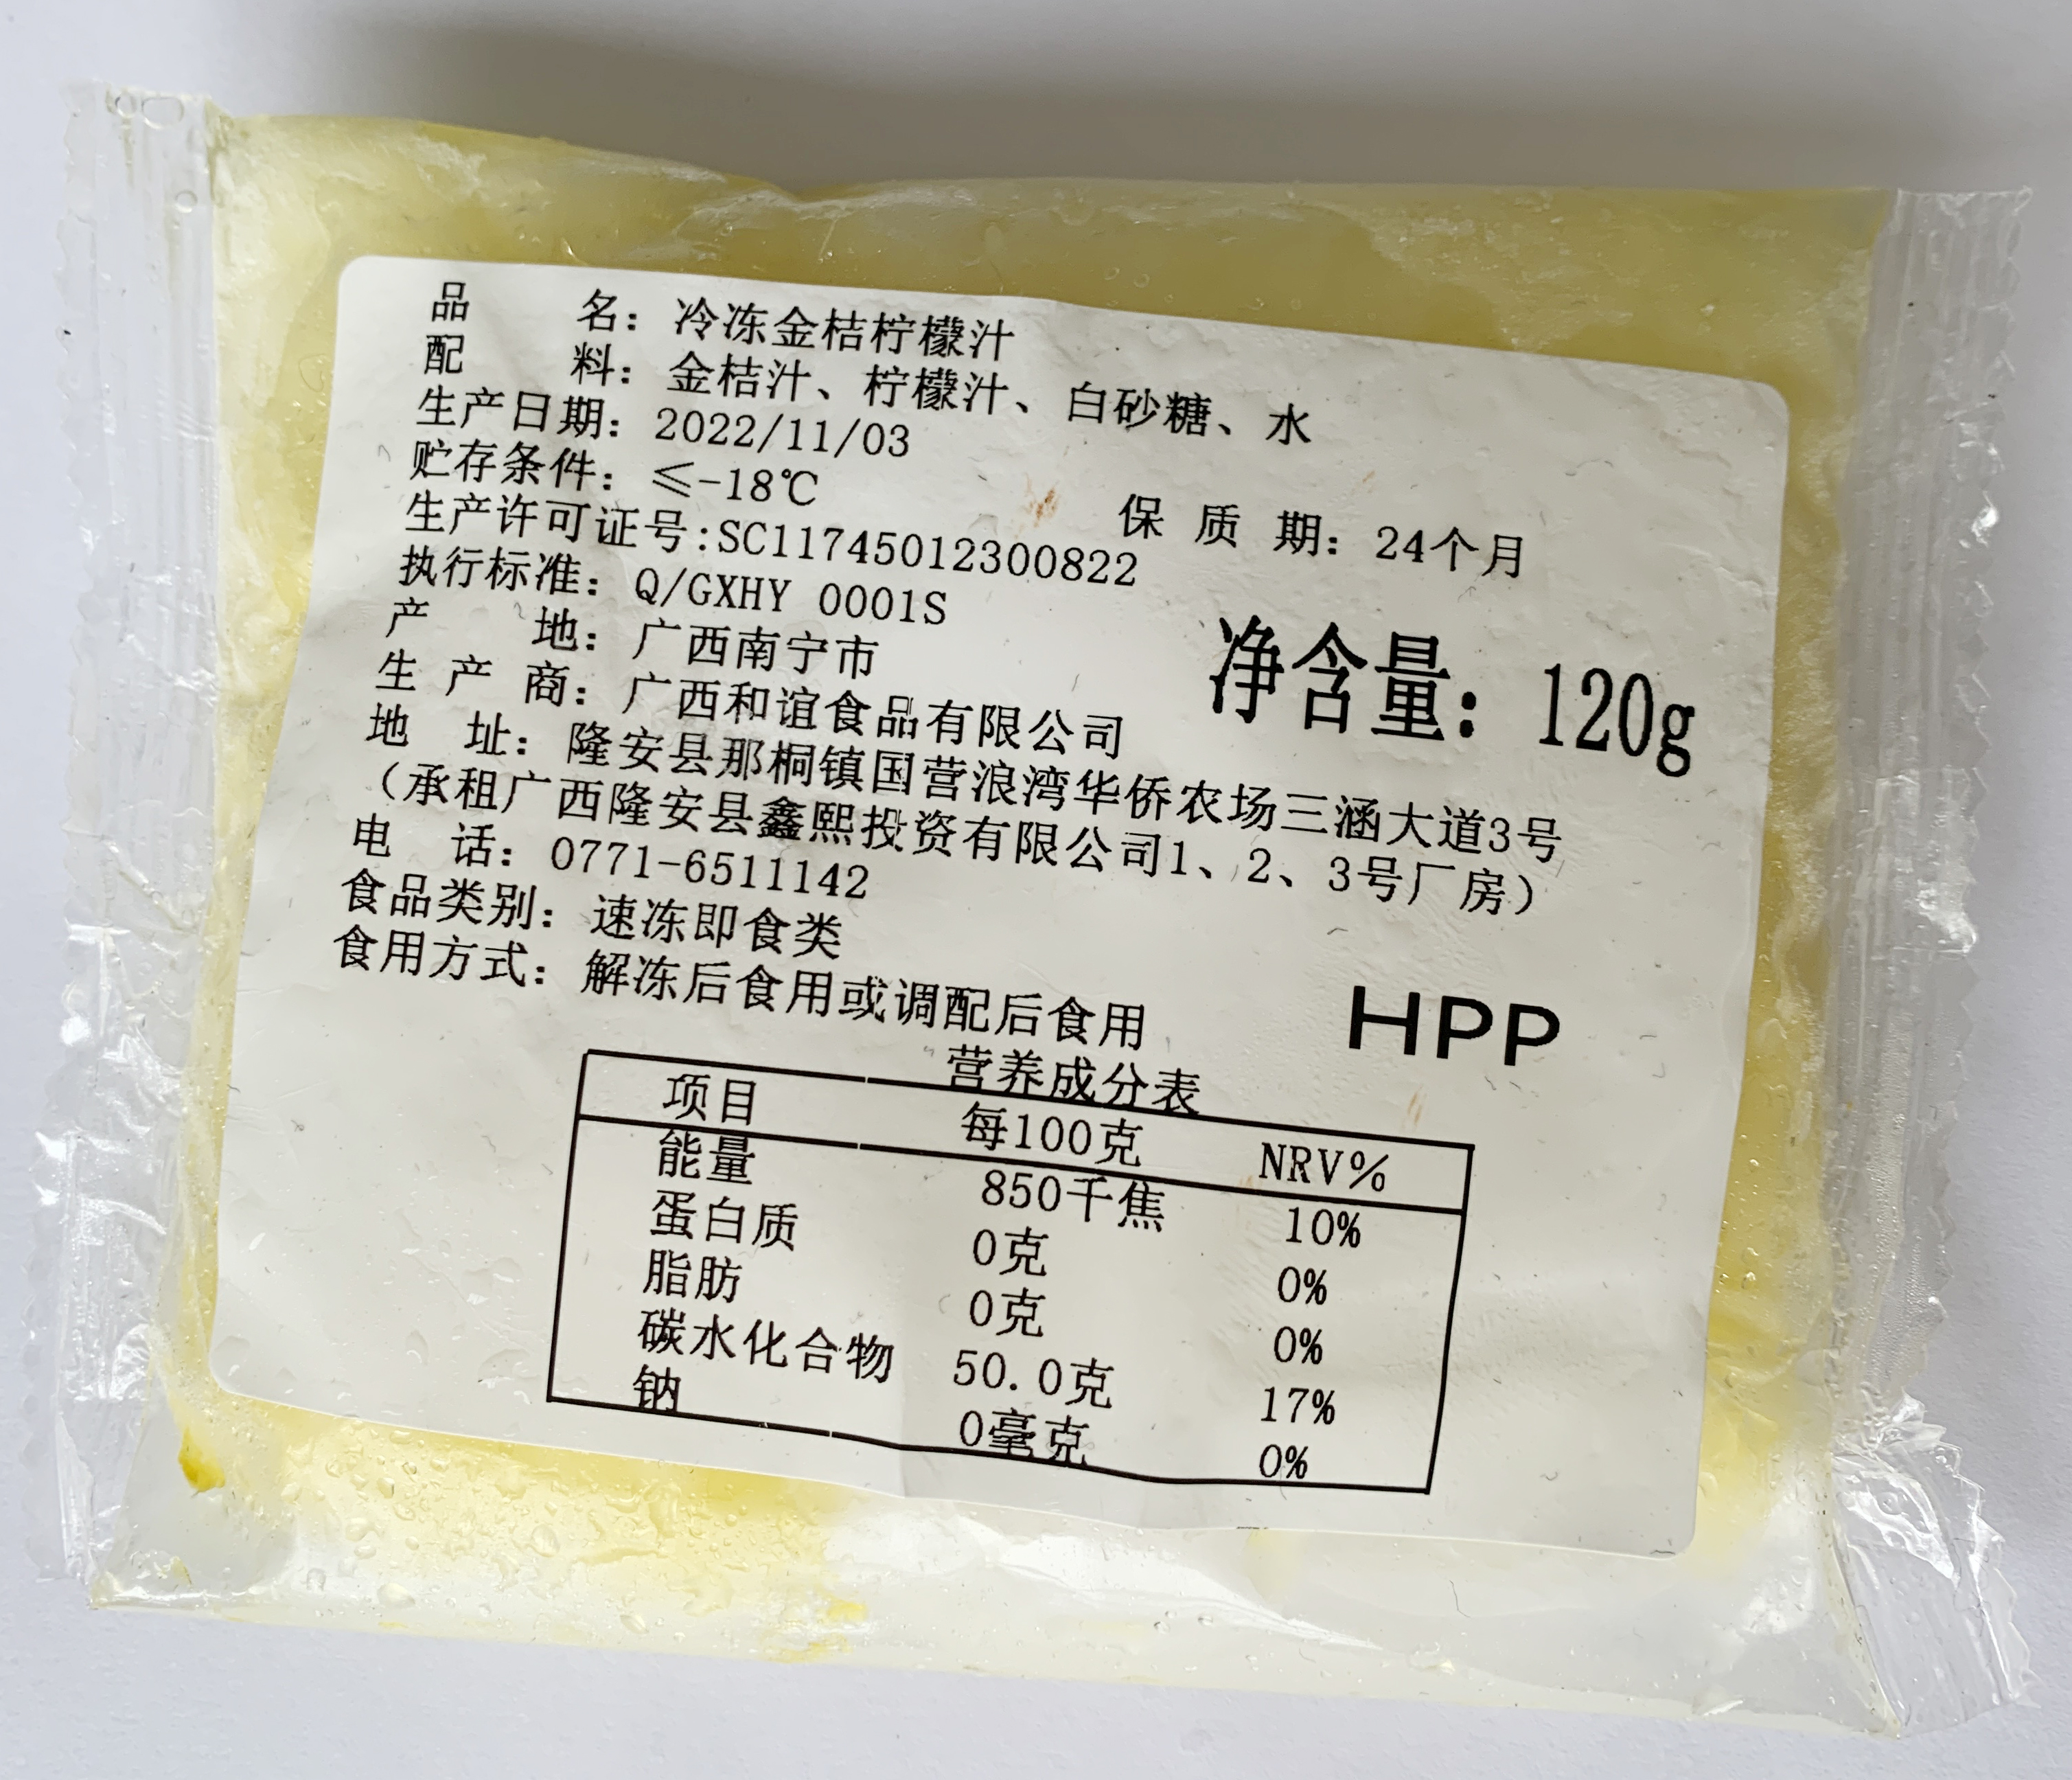 品 名：冷冻金桔柠檬汁
配 料：金桔汁、柠檬汁、白砂糖、水
生产日期：2022/11/03
贮存条件：≤-18℃ 保 质 期：24个月
生产许可证号:SC11745012300822
执行标准：Q/GXHY 0001S
产 地：广西南宁市
净含量：120g
生 产 商：广西和谊食品有限公司
地 址：隆安县那桐镇国营浪湾华侨农场三涵大道3号
（承租广西隆安县鑫熙投资有限公司1、2、3号厂房）
电 话：0771-6511142
食品类别：速冻即食类
食用方式：解冻后食用或调配后食用
HPP
营养成分表
项目 每100克 NRV%
能量 850千焦 10%
蛋白质 0克 0%
脂肪 0克 0%
碳水化合物 50.0克 17%
钠 0毫克 0%